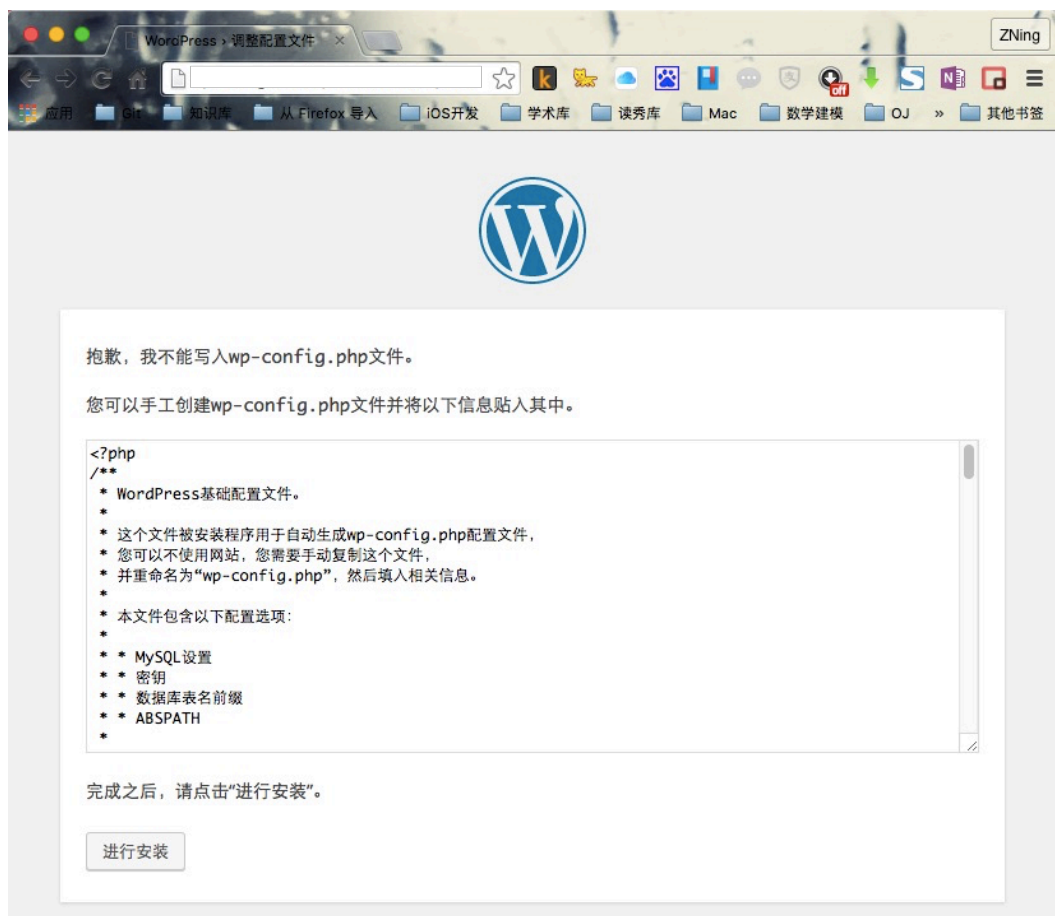 WordPress › 调整配置文件
ZNing
off
应用
Git
知识库
从 Firefox 导入
iOS开发
学术库
读秀库
Mac
数学建模
OJ
»
其他书签
抱歉，我不能写入wp-config.php文件。
您可以手工创建wp-config.php文件并将以下信息贴入其中。
<?php
/**
 * WordPress基础配置文件。
 *
 * 这个文件被安装程序用于自动生成wp-config.php配置文件，
 * 您可以不使用网站，您需要手动复制这个文件，
 * 并重命名为“wp-config.php”，然后填入相关信息。
 *
 * 本文件包含以下配置选项：
 *
 * * MySQL设置
 * * 密钥
 * * 数据库表名前缀
 * * ABSPATH
 *
完成之后，请点击“进行安装”。
进行安装